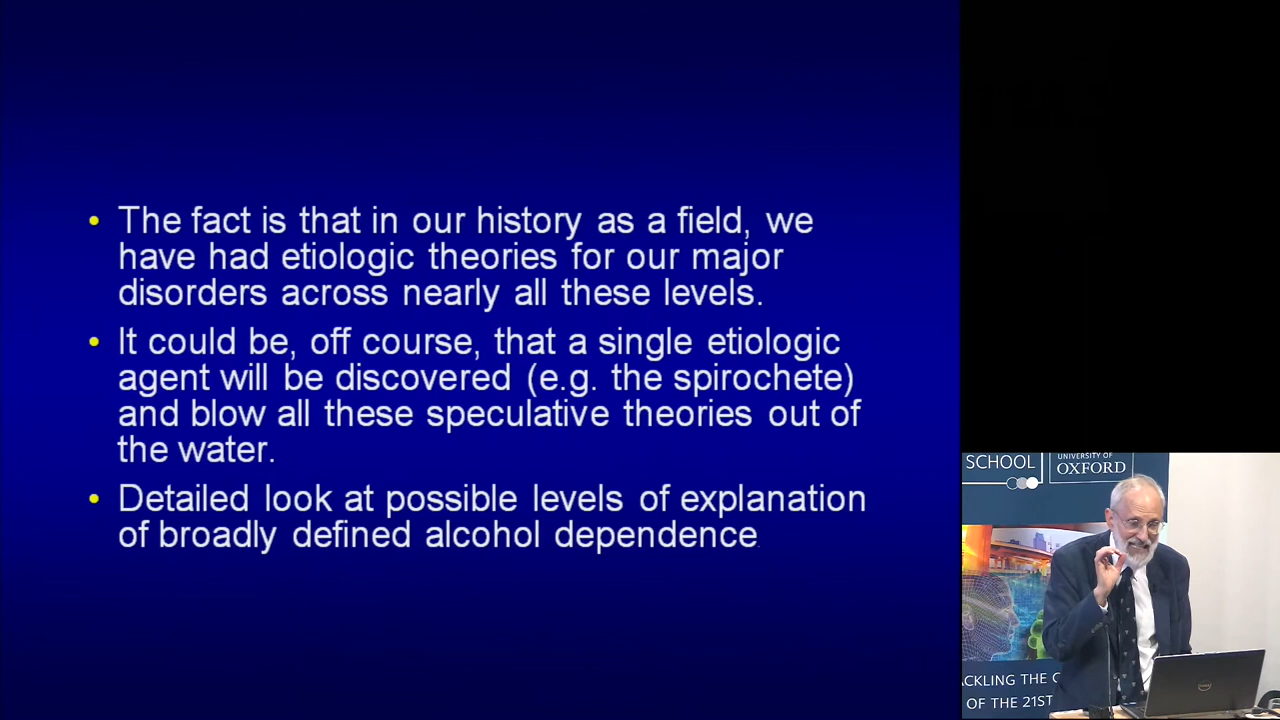 • The fact is that in our history as a field, we
have had etiologic theories for our major
disorders across nearly all these levels.
• It could be, off course, that a single etiologic
agent will be discovered (e.g. the spirochete)
and blow all these speculative theories out of
the water.
• Detailed look at possible levels of explanation
of broadly defined alcohol dependence.
SCHOOL
UNIVERSITY OF
OXFORD
ACKLING THE C
OF THE 21ST
DELL